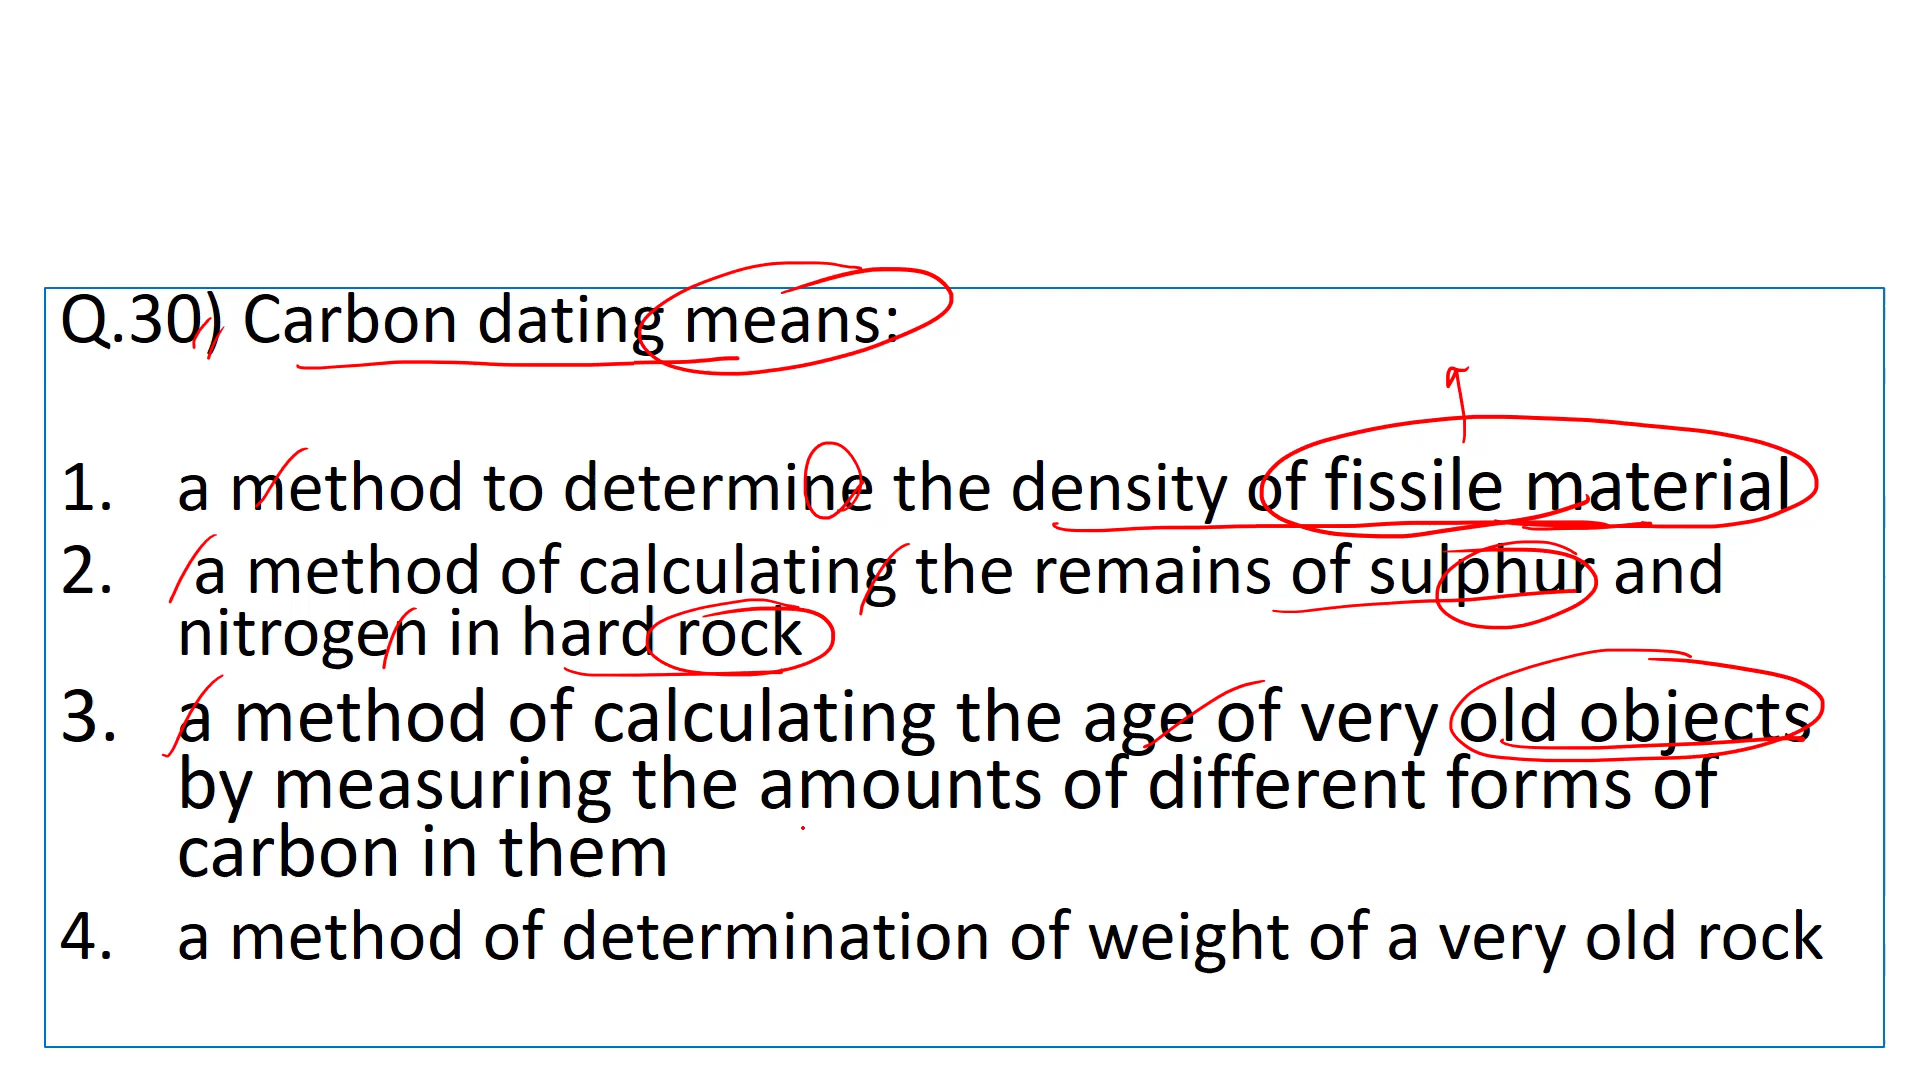 Q.30) Carbon dating means:
1. a method to determine the density of fissile material
2. a method of calculating the remains of sulphur and
nitrogen in hard rock
3. a method of calculating the age of very old objects
by measuring the amounts of different forms of
carbon in them
4. a method of determination of weight of a very old rock